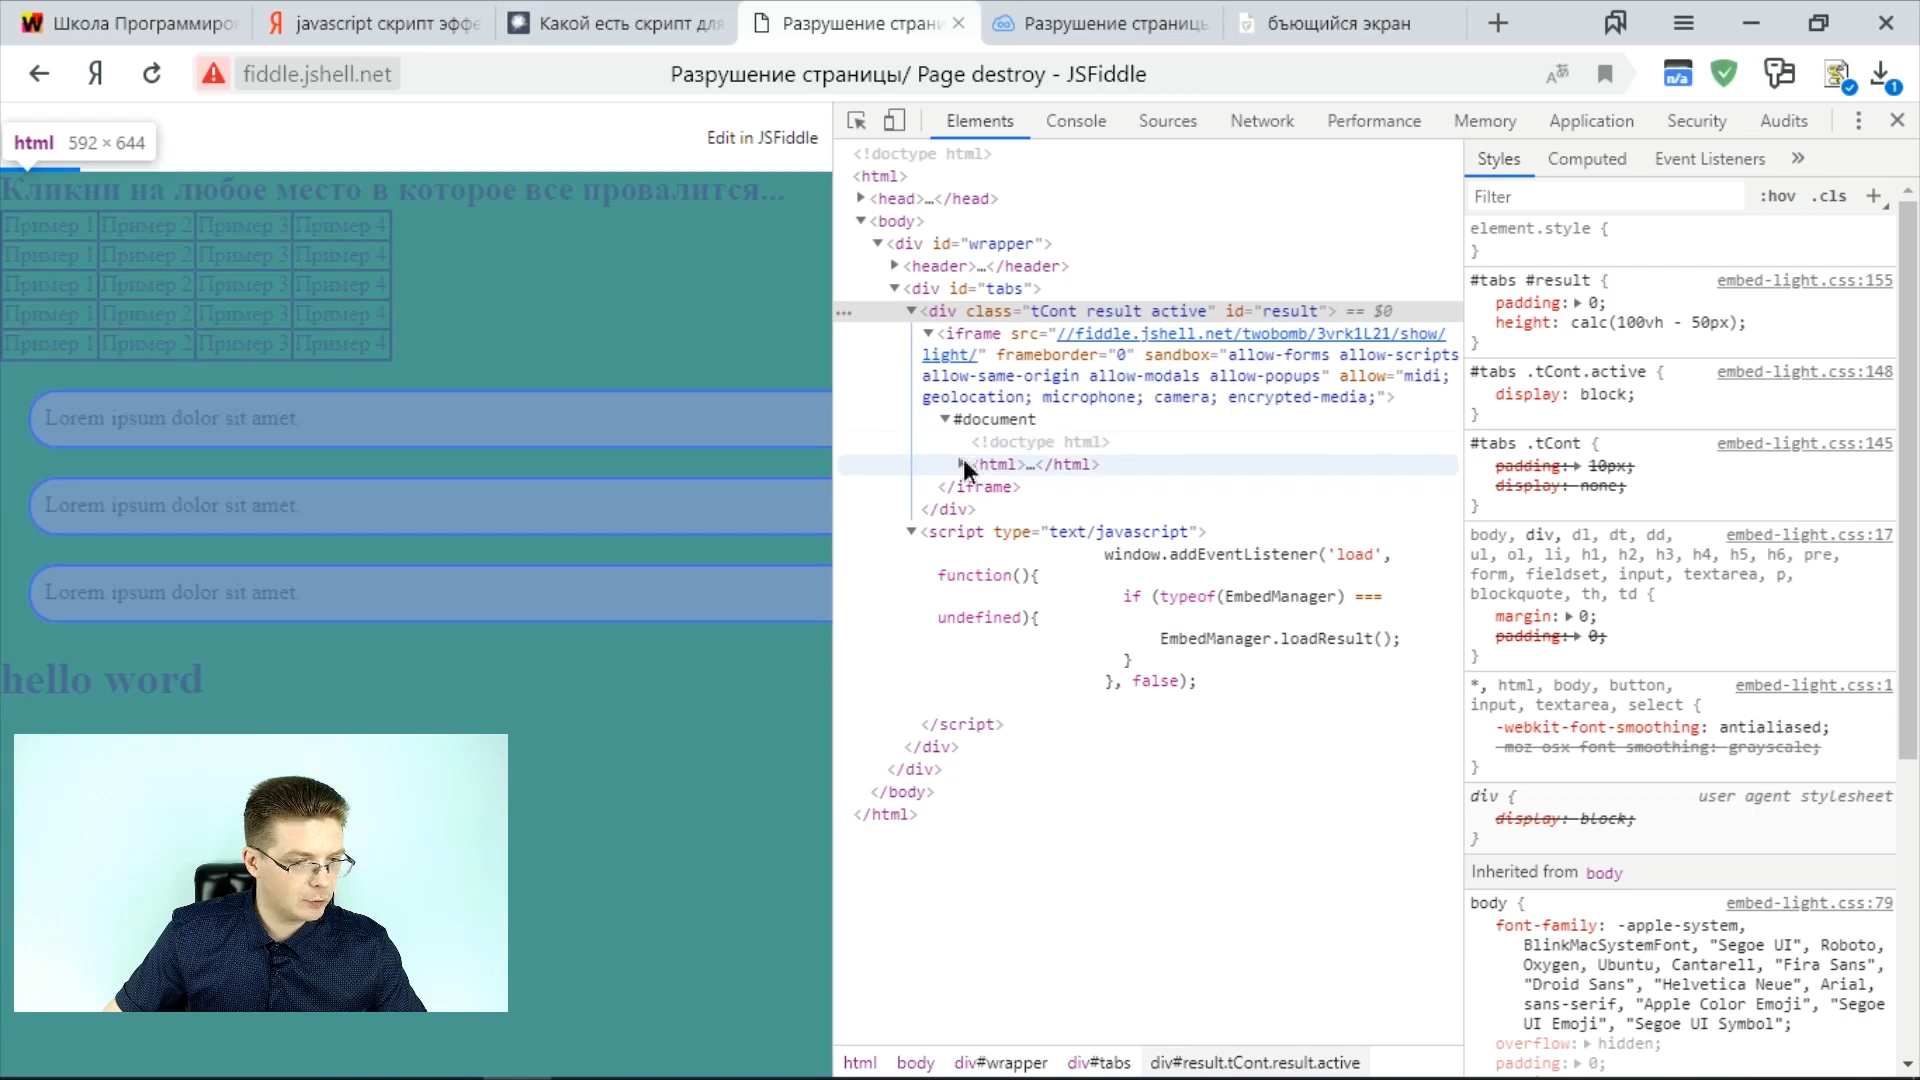 Школа Программиро
javascript скрипт эффе
Какой есть скрипт для
Разрушение страни
Разрушение страницы
бъющийся экран
fiddle.jshell.net
Разрушение страницы/ Page destroy - JSFiddle
n/a
1
html 592 × 644
Edit in JSFiddle
Кликни на любое место в которое все провалится...
Пример 1 Пример 2 Пример 3 Пример 4
Пример 1 Пример 2 Пример 3 Пример 4
Пример 1 Пример 2 Пример 3 Пример 4
Пример 1 Пример 2 Пример 3 Пример 4
Пример 1 Пример 2 Пример 3 Пример 4
Lorem ipsum dolor sit amet.
Lorem ipsum dolor sit amet.
Lorem ipsum dolor sit amet.
hello word
Elements Console Sources Network Performance Memory Application Security Audits
<!doctype html>
<html>
<head>…</head>
<body>
<div id="wrapper">
<header>…</header>
<div id="tabs">
<div class="tCont result active" id="result"> == $0
<iframe src="//fiddle.jshell.net/twobomb/3vrk1L21/show/
light/" frameborder="0" sandbox="allow-forms allow-scripts
allow-same-origin allow-modals allow-popups" allow="midi;
geolocation; microphone; camera; encrypted-media;">
#document
<!doctype html>
<html>…</html>
</iframe>
</div>
<script type="text/javascript">
window.addEventListener('load',
function(){
if (typeof(EmbedManager) ===
undefined){
EmbedManager.loadResult();
}
}, false);
</script>
</div>
</div>
</body>
</html>
html body div#wrapper div#tabs div#result.tCont.result.active
Styles Computed Event Listeners »
Filter :hov .cls +
element.style {
}
#tabs #result { embed-light.css:155
padding: 0;
height: calc(100vh - 50px);
}
#tabs .tCont.active { embed-light.css:148
display: block;
}
#tabs .tCont { embed-light.css:145
padding: 10px;
display: none;
}
body, div, dl, dt, dd, embed-light.css:17
ul, ol, li, h1, h2, h3, h4, h5, h6, pre,
form, fieldset, input, textarea, p,
blockquote, th, td {
margin: 0;
padding: 0;
}
*, html, body, button, embed-light.css:1
input, textarea, select {
-webkit-font-smoothing: antialiased;
-moz-osx-font-smoothing: grayscale;
}
div { user agent stylesheet
display: block;
}
Inherited from body
body { embed-light.css:79
font-family: -apple-system,
BlinkMacSystemFont, "Segoe UI", Roboto,
Oxygen, Ubuntu, Cantarell, "Fira Sans",
"Droid Sans", "Helvetica Neue", Arial,
sans-serif, "Apple Color Emoji", "Segoe
UI Emoji", "Segoe UI Symbol";
overflow: hidden;
padding: 0;